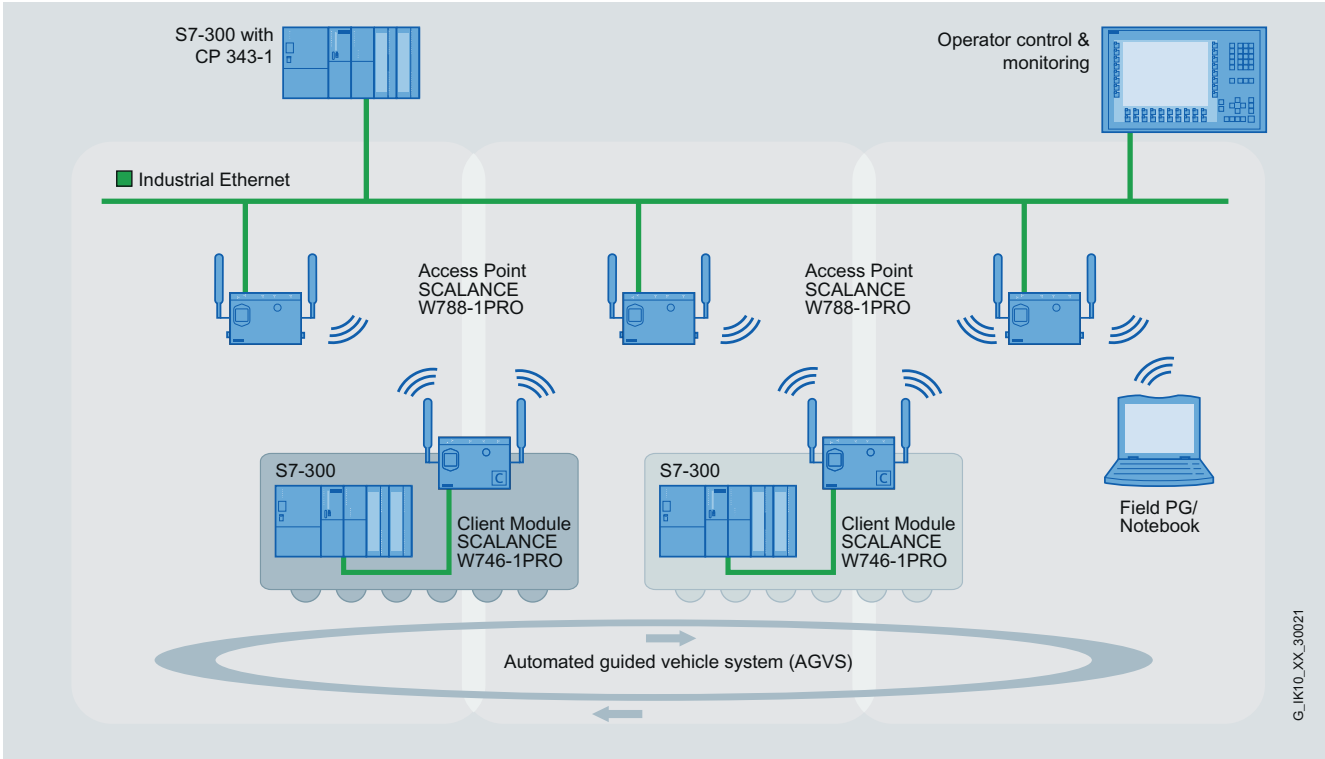 S7-300 with
CP 343-1
Operator control &
monitoring
Industrial Ethernet
Access Point
SCALANCE
W788-1PRO
Access Point
SCALANCE
W788-1PRO
S7-300
C
Client Module
SCALANCE
W746-1PRO
S7-300
C
Client Module
SCALANCE
W746-1PRO
Field PG/
Notebook
Automated guided vehicle system (AGVS)
G_IK10_XX_30021